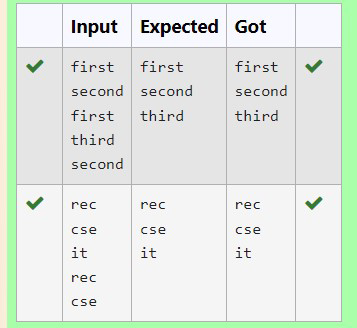 Input Expected Got
first first first
second second second
first third third
third
second
rec rec rec
cse cse cse
it it it
rec
cse